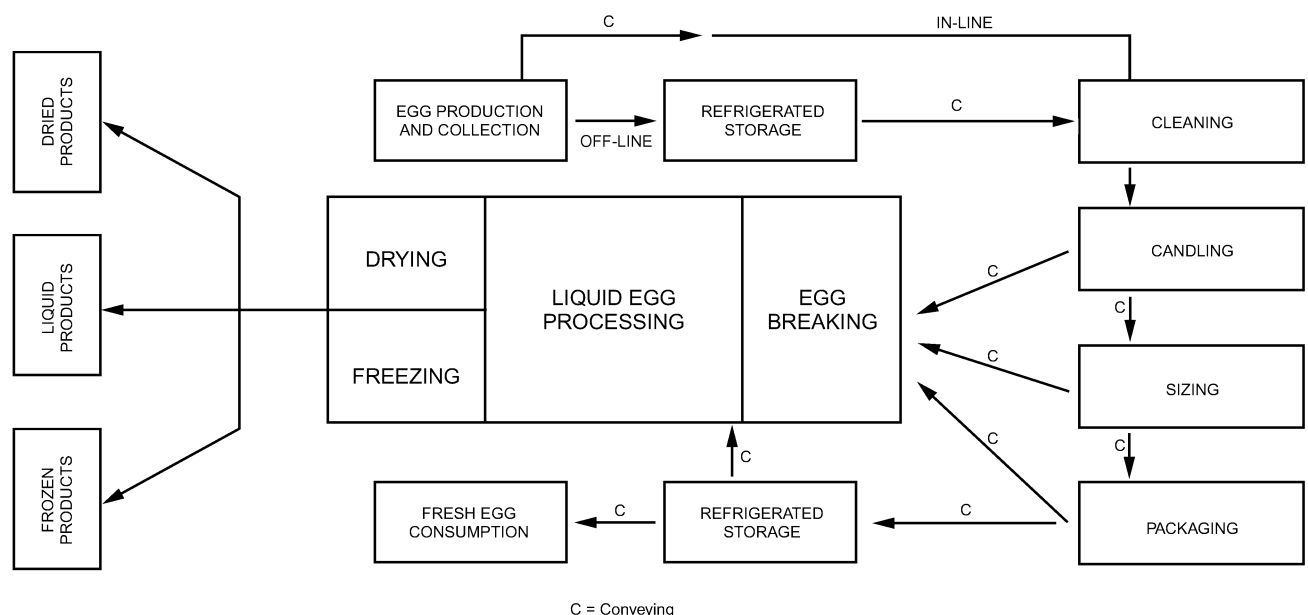 C
IN-LINE
EGG PRODUCTION
AND COLLECTION
OFF-LINE
REFRIGERATED
STORAGE
C
CLEANING
DRIED
PRODUCTS
LIQUID
PRODUCTS
FROZEN
PRODUCTS
DRYING
FREEZING
LIQUID EGG
PROCESSING
EGG
BREAKING
C
CANDLING
C
C
SIZING
C
C
PACKAGING
C
C
REFRIGERATED
STORAGE
C
FRESH EGG
CONSUMPTION
C = Conveying